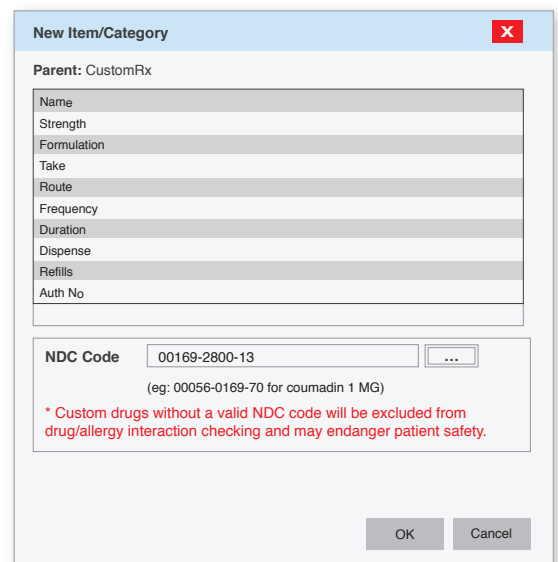 New Item/Category
X
Parent: CustomRx
Name
Strength
Formulation
Take
Route
Frequency
Duration
Dispense
Refills
Auth No
NDC Code 00169-2800-13 ...
(eg: 00056-0169-70 for coumadin 1 MG)
* Custom drugs without a valid NDC code will be excluded from
drug/allergy interaction checking and may endanger patient safety.
OK Cancel